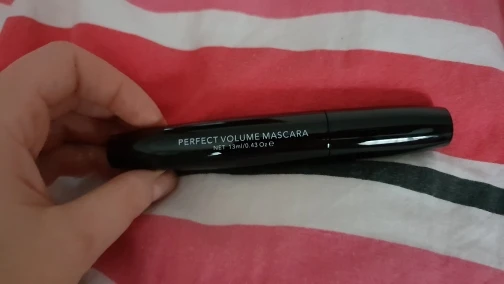 PERFECT VOLUME MASCARA
NET 13ml/0.43 Oz ℮